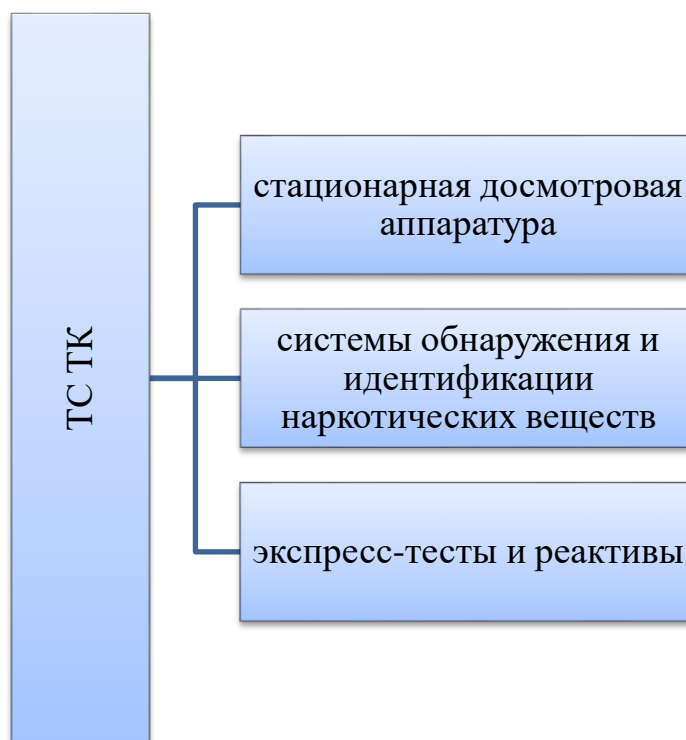 ТС ТК
стационарная досмотровая
аппаратура
системы обнаружения и
идентификации
наркотических веществ
экспресс-тесты и реактивы